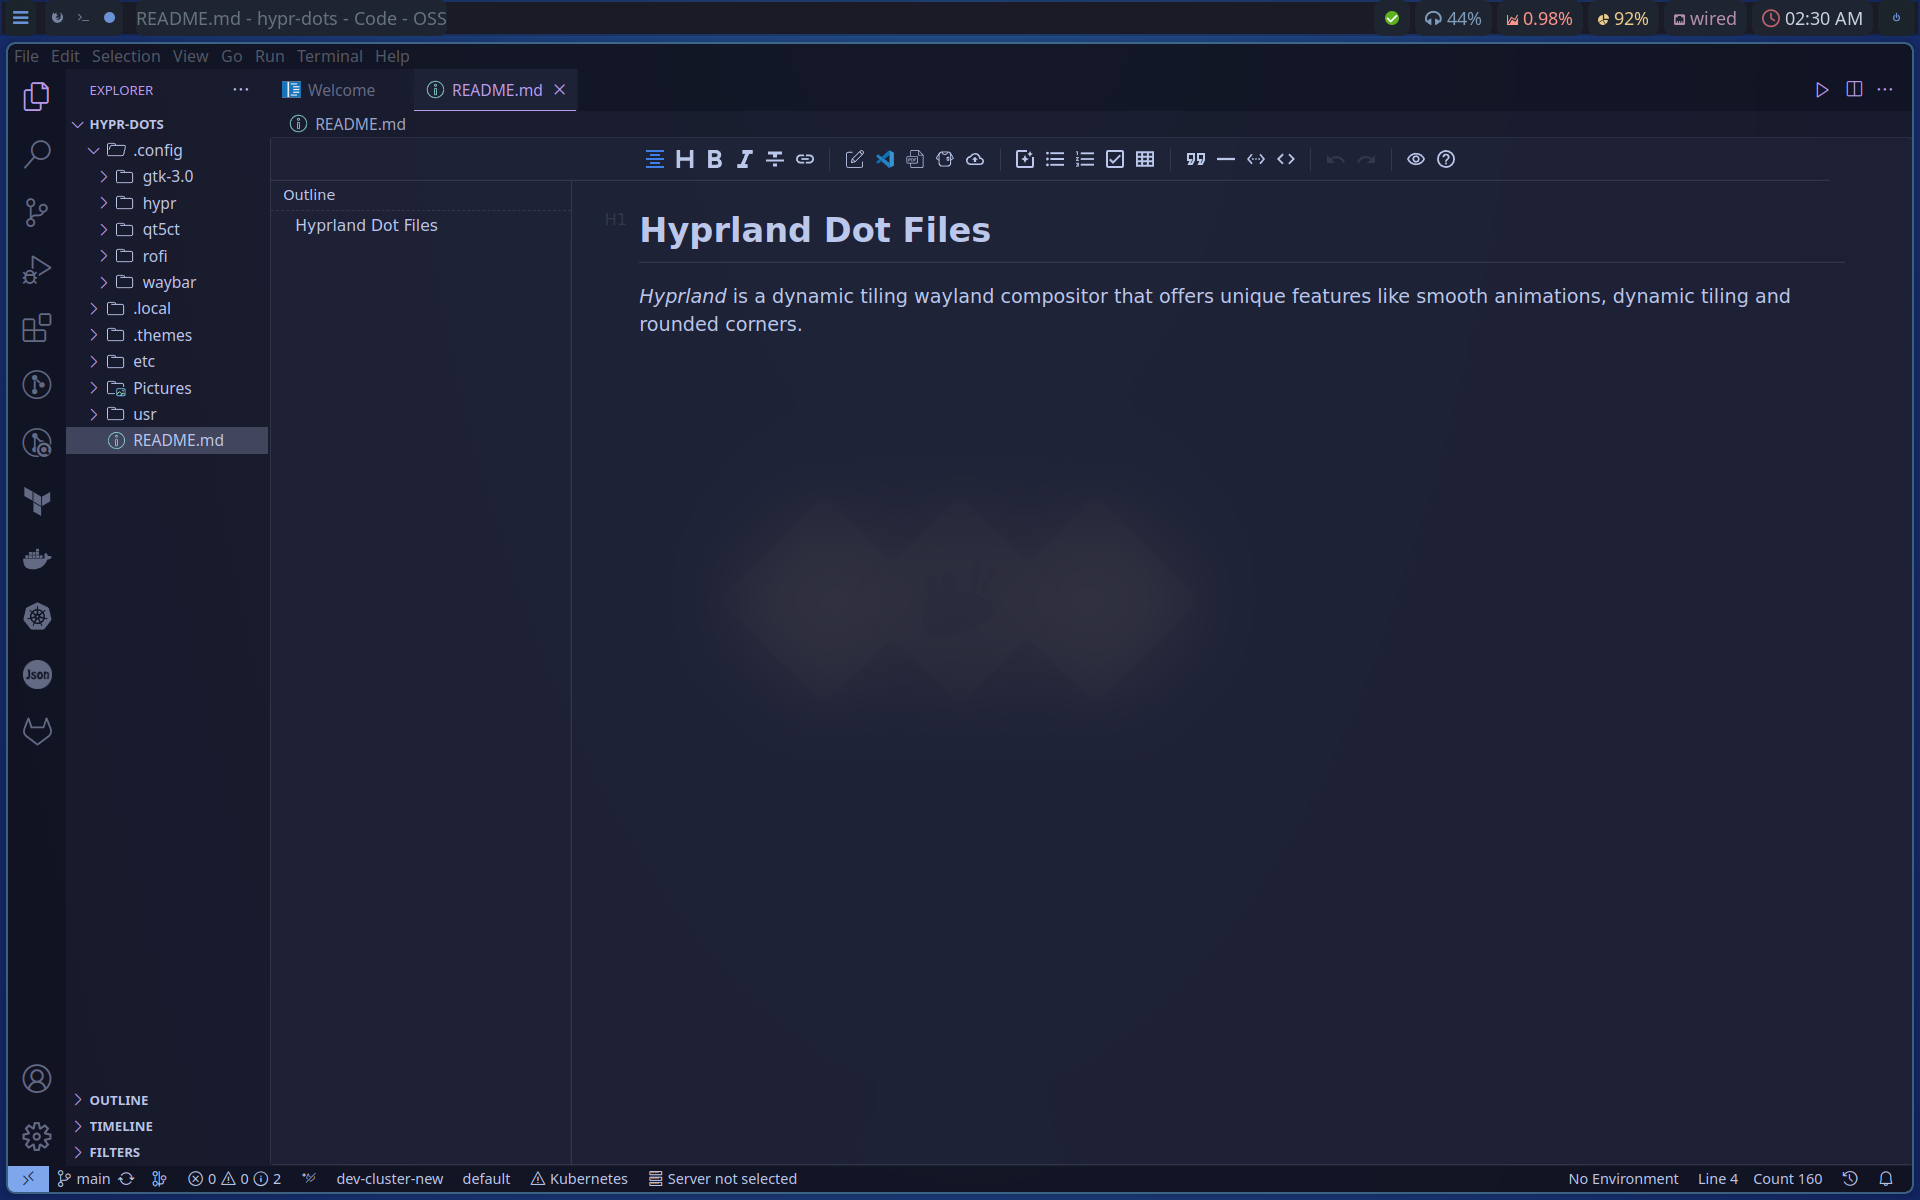 README.md - hypr-dots - Code - OSS
44%
0.98%
92%
wired
02:30 AM
File Edit Selection View Go Run Terminal Help
EXPLORER
Welcome
README.md
HYPR-DOTS
README.md
.config
gtk-3.0
hypr
qt5ct
rofi
waybar
.local
.themes
etc
Pictures
usr
README.md
Json
Outline
Hyprland Dot Files
H1
Hyprland Dot Files
Hyprland is a dynamic tiling wayland compositor that offers unique features like smooth animations, dynamic tiling and
rounded corners.
OUTLINE
TIMELINE
FILTERS
main 0 0 2 dev-cluster-new default Kubernetes Server not selected No Environment Line 4 Count 160